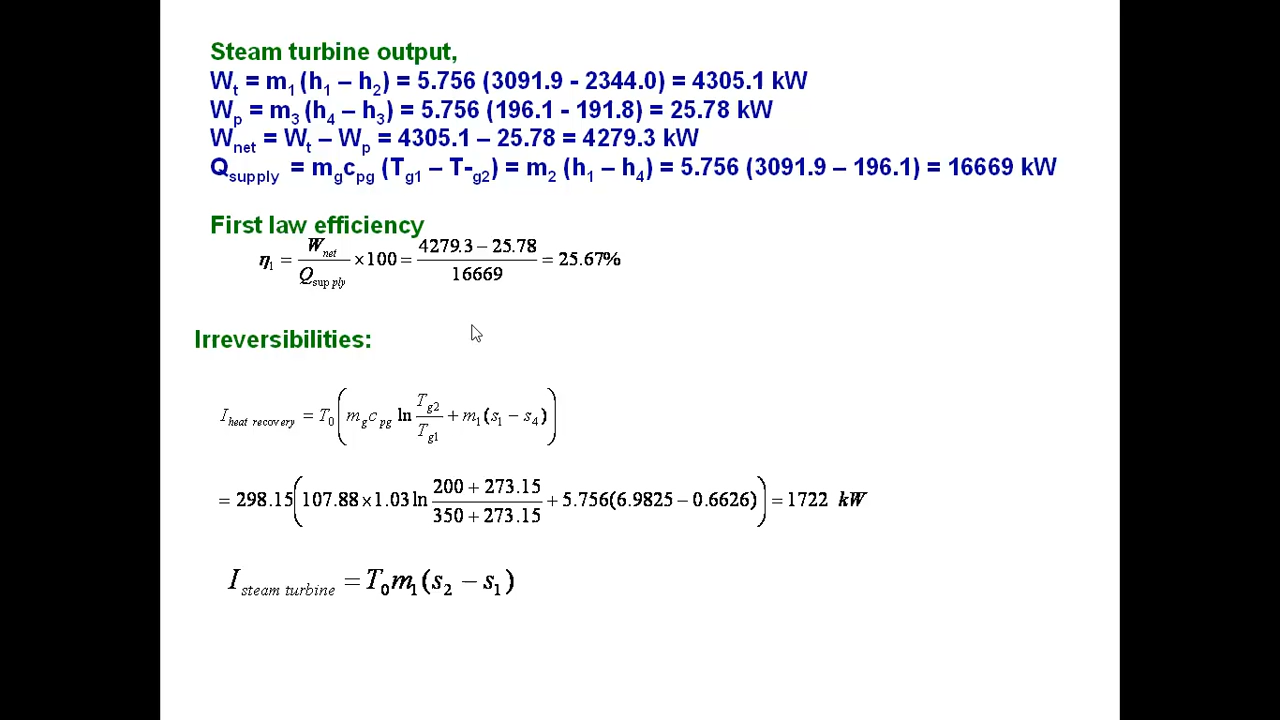 Steam turbine output,
Wt = m1 (h1 – h2) = 5.756 (3091.9 - 2344.0) = 4305.1 kW
Wp = m3 (h4 – h3) = 5.756 (196.1 - 191.8) = 25.78 kW
Wnet = Wt – Wp = 4305.1 – 25.78 = 4279.3 kW
Qsupply = mgcpg (Tg1 – T-g2) = m2 (h1 – h4) = 5.756 (3091.9 – 196.1) = 16669 kW
First law efficiency
η1 = Wnet / Qsupply × 100 = 4279.3 − 25.78 / 16669 = 25.67%
Irreversibilities:
Iheat recovery = T0 ( mg cpg ln Tg2 / Tg1 + m1 (s1 − s4) )
= 298.15 ( 107.88 × 1.03 ln 200 + 273.15 / 350 + 273.15 + 5.756(6.9825 − 0.6626) ) = 1722 kW
Isteam turbine = T0m1(s2 − s1)